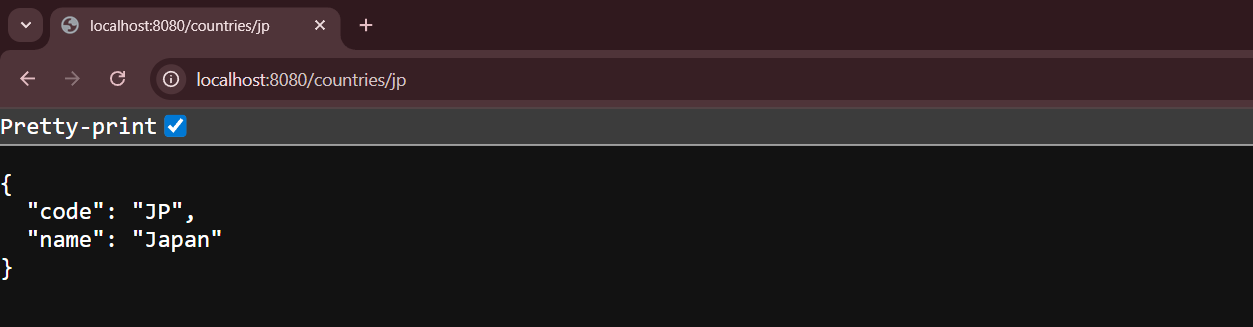 localhost:8080/countries/jp
localhost:8080/countries/jp
Pretty-print
{
  "code": "JP",
  "name": "Japan"
}